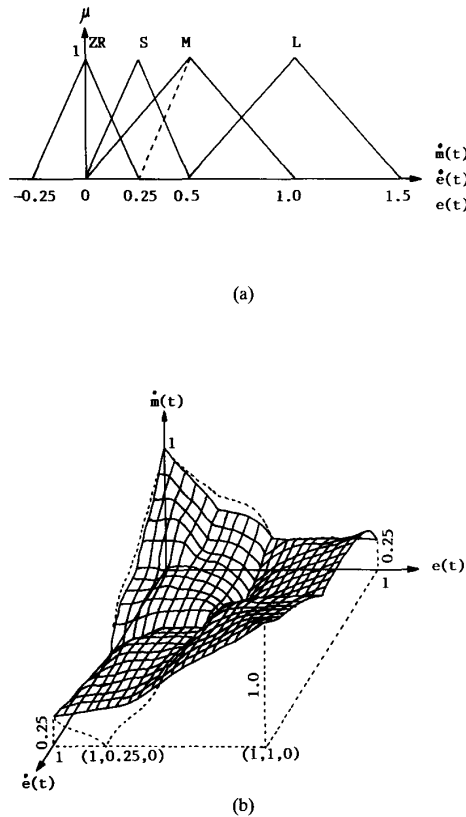 μ
ZR S M L
1
ṁ(t)
-0.25 0 0.25 0.5 1.0 1.5 ė(t)
e(t)
(a)
ṁ(t)
1
0.25
e(t)
1
1.0
0.25
1 (1,0.25,0) (1,1,0)
ė(t)
(b)